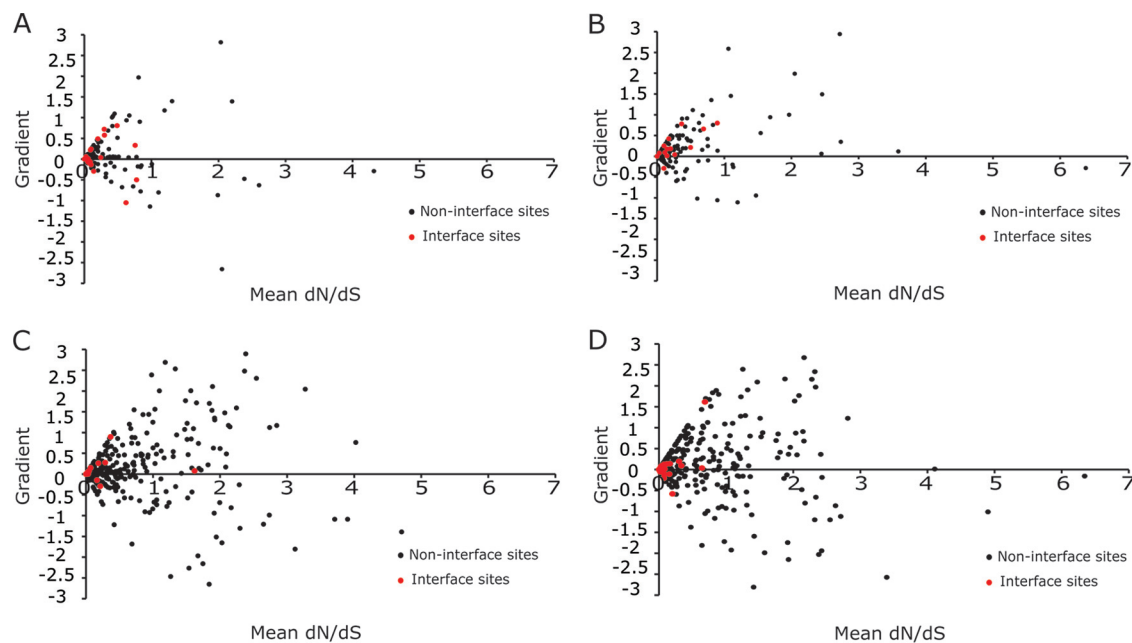 A
3
2.5
2
1.5
1
0.5
0
-0.5
-1
-1.5
-2
-2.5
-3
Gradient
1 2 3 4 5 6 7
Non-interface sites
Interface sites
Mean dN/dS
B
3
2.5
2
1.5
1
0.5
0
-0.5
-1
-1.5
-2
-2.5
-3
Gradient
0 1 2 3 4 5 6 7
Non-interface sites
Interface sites
Mean dN/dS
C
3
2.5
2
1.5
1
0.5
0
-0.5
-1
-1.5
-2
-2.5
-3
Gradient
0 1 2 3 4 5 6 7
Non-interface sites
Interface sites
Mean dN/dS
D
3
2.5
2
1.5
1
0.5
0
-0.5
-1
-1.5
-2
-2.5
-3
Gradient
0 1 2 3 4 5 6 7
Non-interface sites
Interface sites
Mean dN/dS